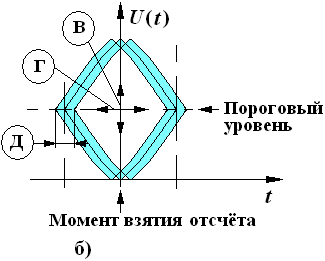 В
U(t)
Г
Пороговый
уровень
Д
t
Момент взятия отсчёта
б)